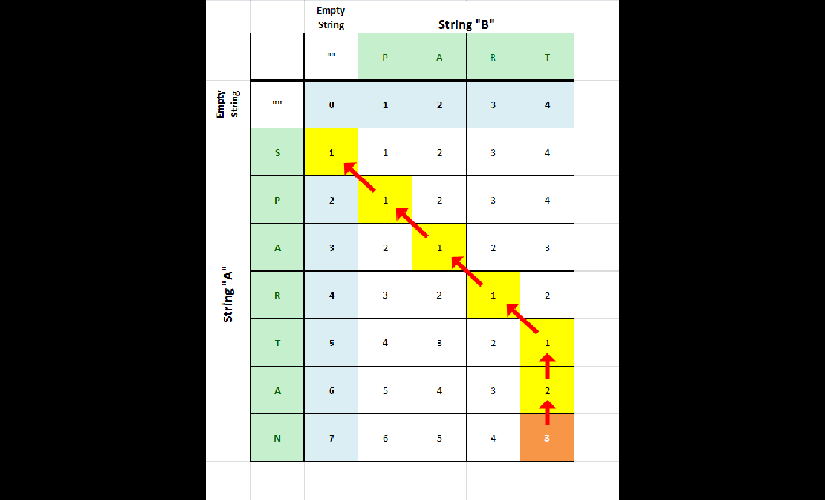 Empty
String
String "B"
"" P A R T
Empty
String
"" 0 1 2 3 4
S 1 1 2 3 4
P 2 1 2 3 4
A 3 2 1 2 3
String "A"
R 4 3 2 1 2
T 5 4 3 2 1
A 6 5 4 3 2
N 7 6 5 4 3